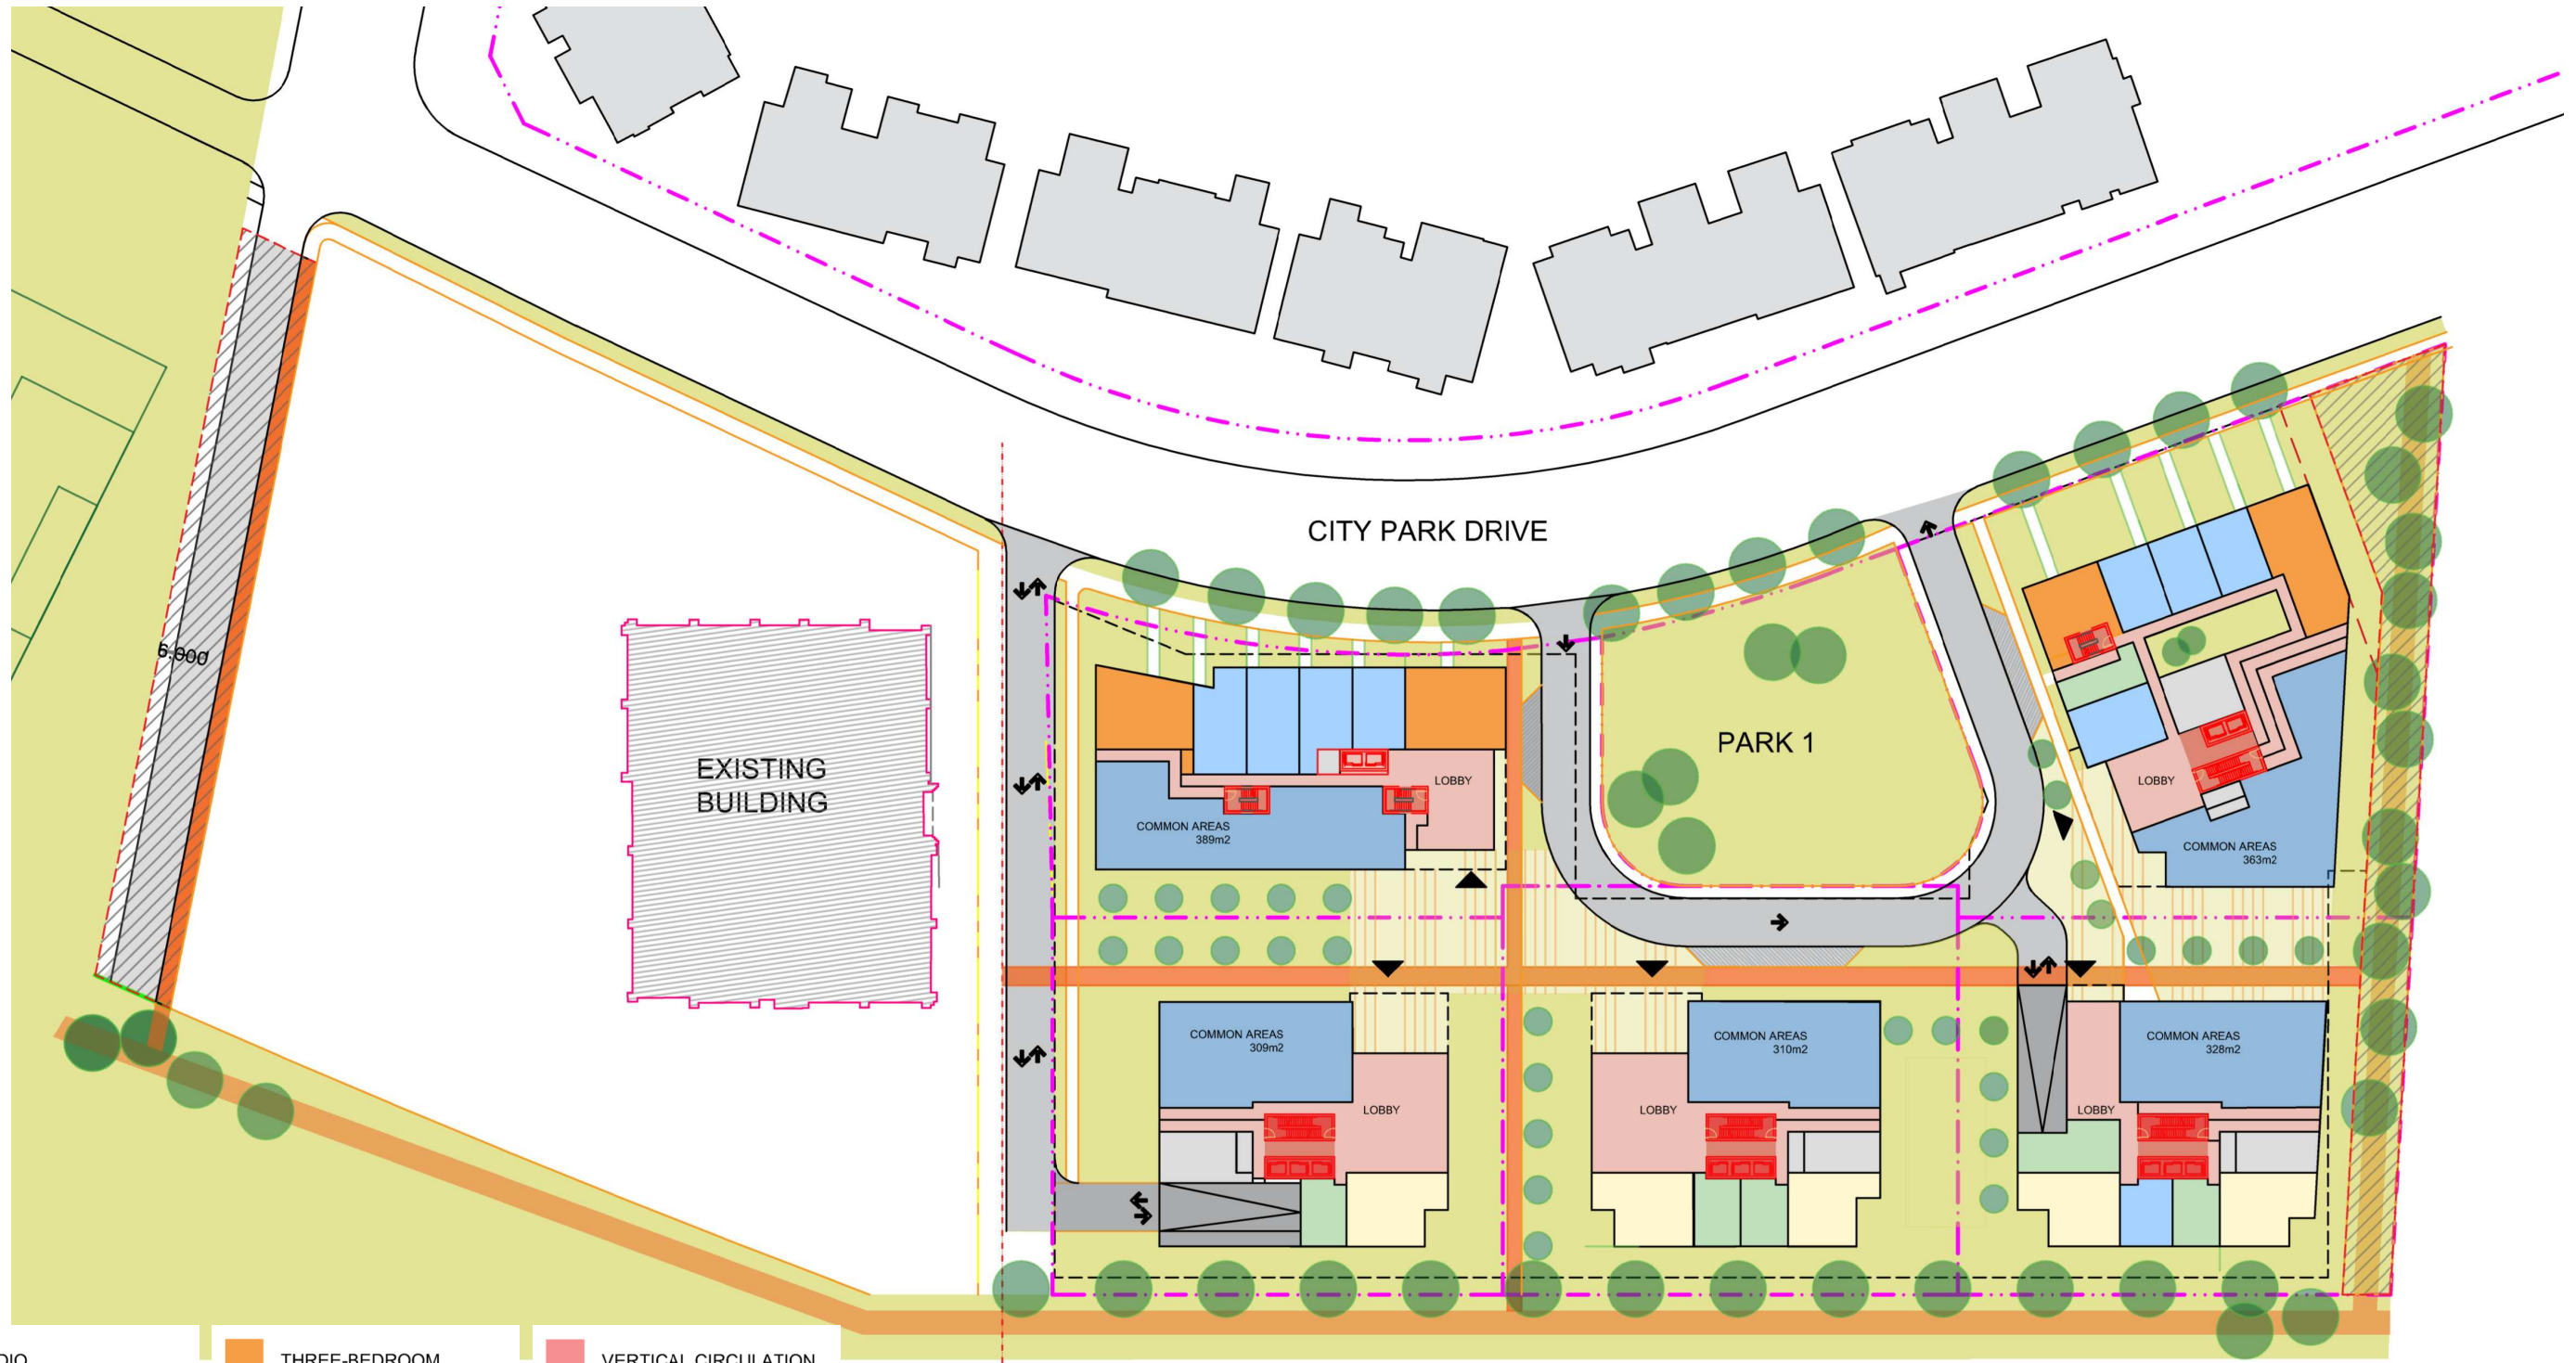 CITY PARK DRIVE
6.000
EXISTING
BUILDING
PARK 1
LOBBY
COMMON AREAS
389m2
LOBBY
COMMON AREAS
363m2
COMMON AREAS
309m2
LOBBY
COMMON AREAS
310m2
LOBBY
COMMON AREAS
328m2
LOBBY
THREE-BEDROOM
VERTICAL CIRCULATION